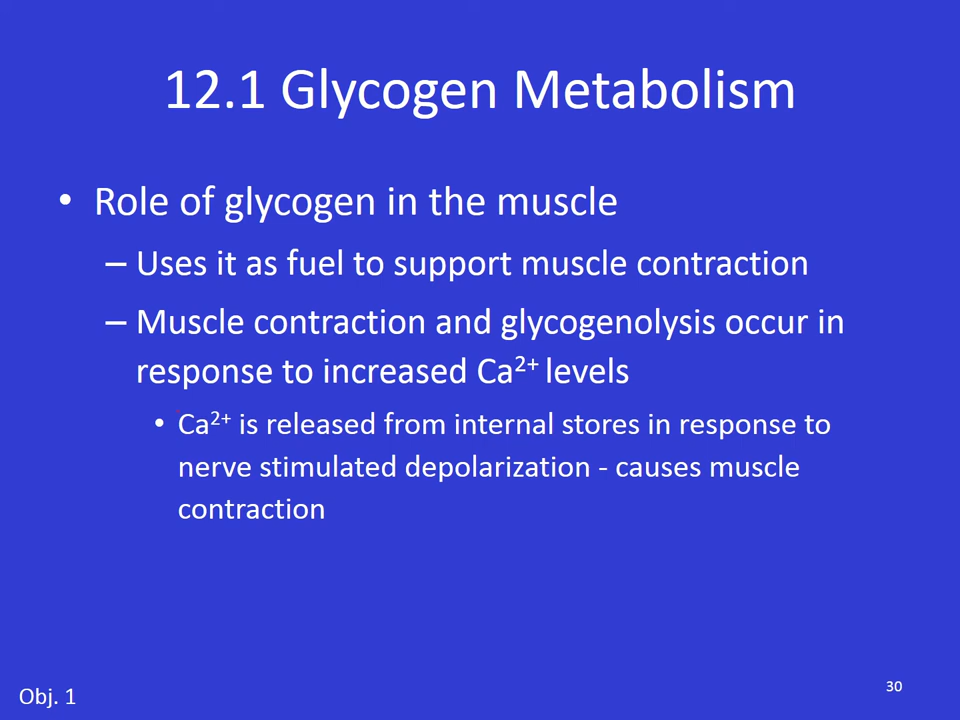 12.1 Glycogen Metabolism
• Role of glycogen in the muscle
– Uses it as fuel to support muscle contraction
– Muscle contraction and glycogenolysis occur in
response to increased Ca²⁺ levels
• Ca²⁺ is released from internal stores in response to
nerve stimulated depolarization - causes muscle
contraction
Obj. 1
30